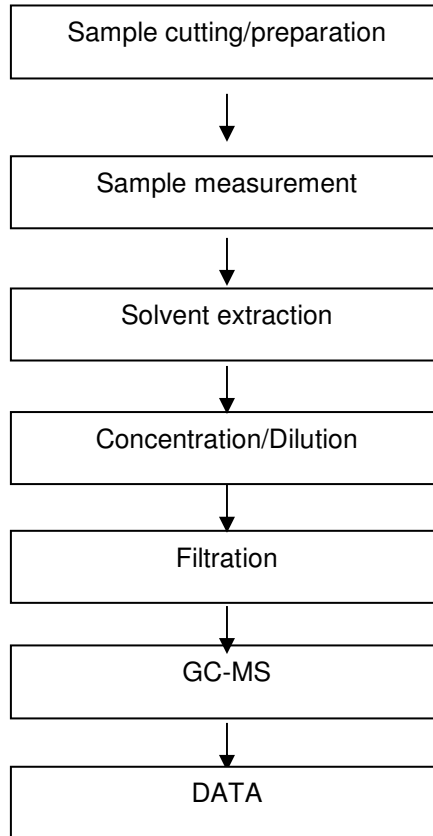 Sample cutting/preparation
Sample measurement
Solvent extraction
Concentration/Dilution
Filtration
GC-MS
DATA